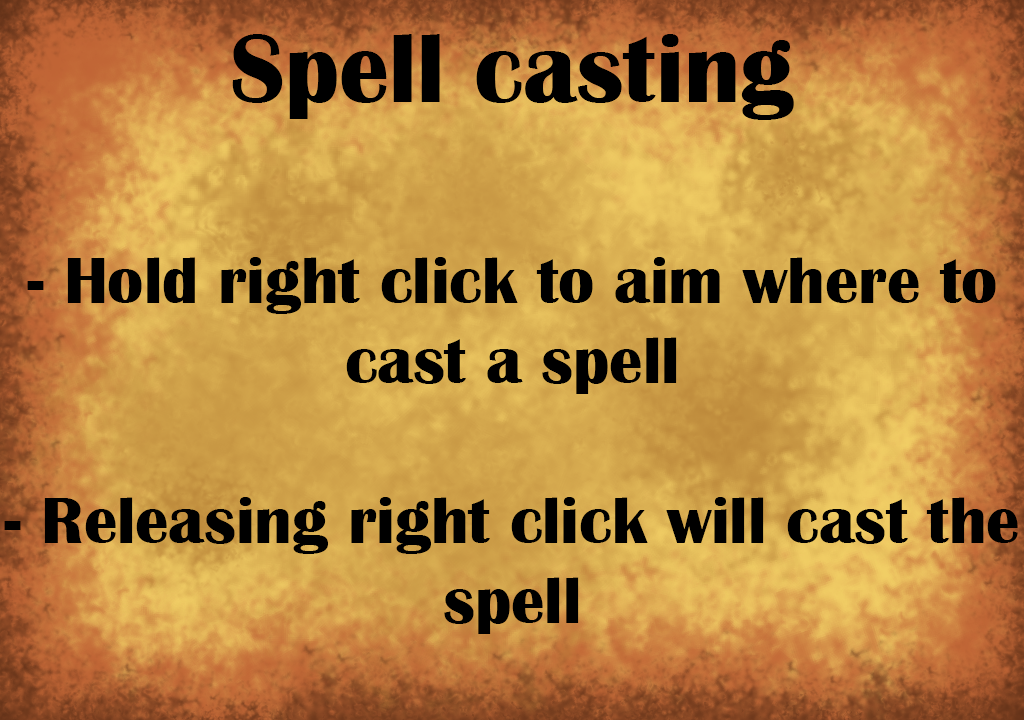 Spell casting
- Hold right click to aim where to
cast a spell
- Releasing right click will cast the
spell